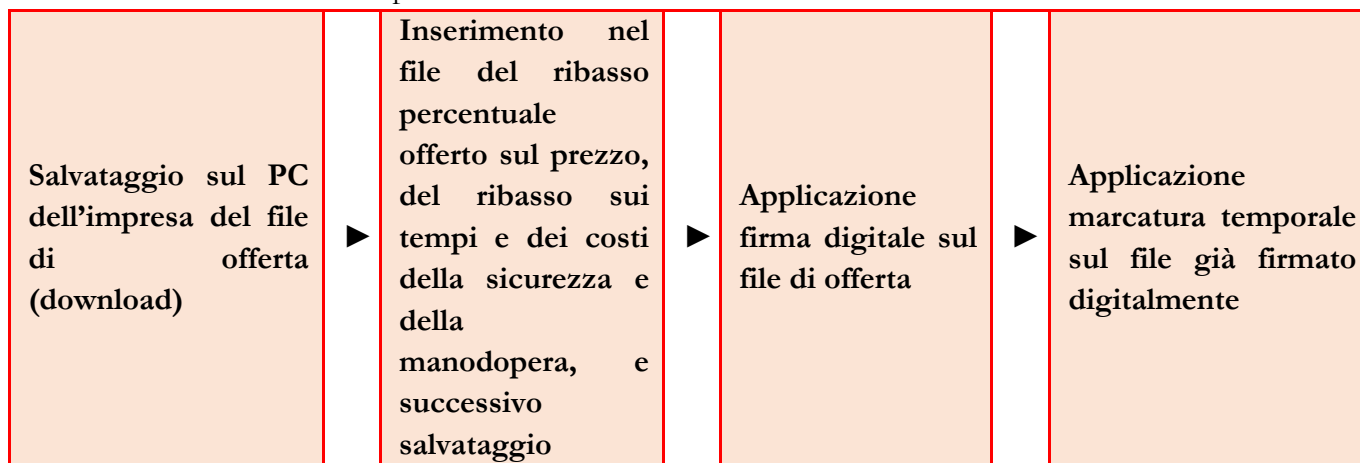 Salvataggio sul PC
dell'impresa del file
di offerta
(download)
►
Inserimento nel
file del ribasso
percentuale
offerto sul prezzo,
del ribasso sui
tempi e dei costi
della sicurezza e
della
manodopera, e
successivo
salvataggio
►
Applicazione
firma digitale sul
file di offerta
►
Applicazione
marcatura temporale
sul file già firmato
digitalmente